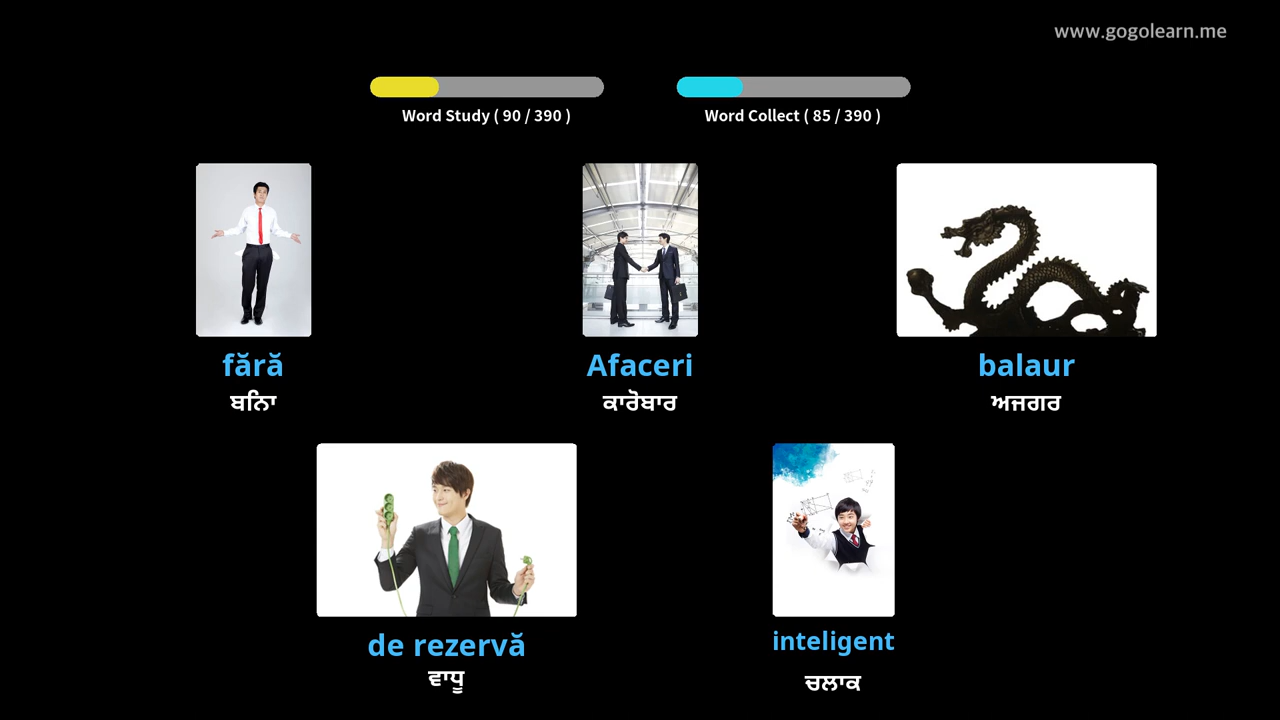 www.gogolearn.me
Word Study ( 90 / 390 )
Word Collect ( 85 / 390 )
fără
ਬਿਨਾ
Afaceri
ਕਾਰੋਬਾਰ
balaur
ਅਜਗਰ
de rezervă
ਵਾਧੂ
inteligent
ਚਲਾਕ